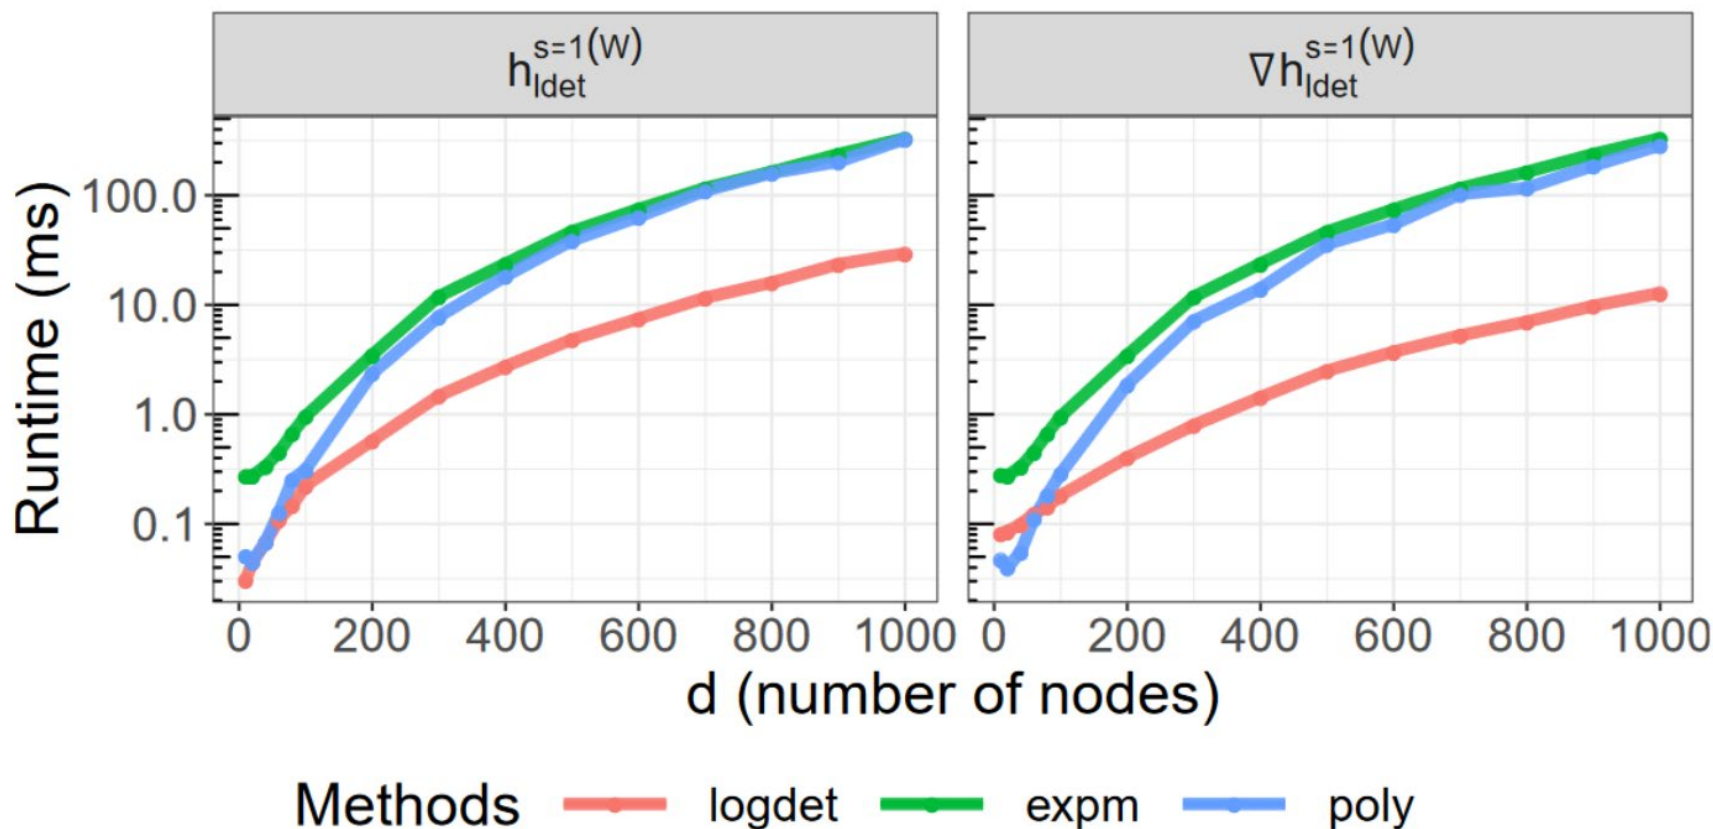 h_ldet^s=1(W)
∇h_ldet^s=1(W)
Runtime (ms)
100.0
10.0
1.0
0.1
0 200 400 600 800 1000
0 200 400 600 800 1000
d (number of nodes)
Methods logdet expm poly